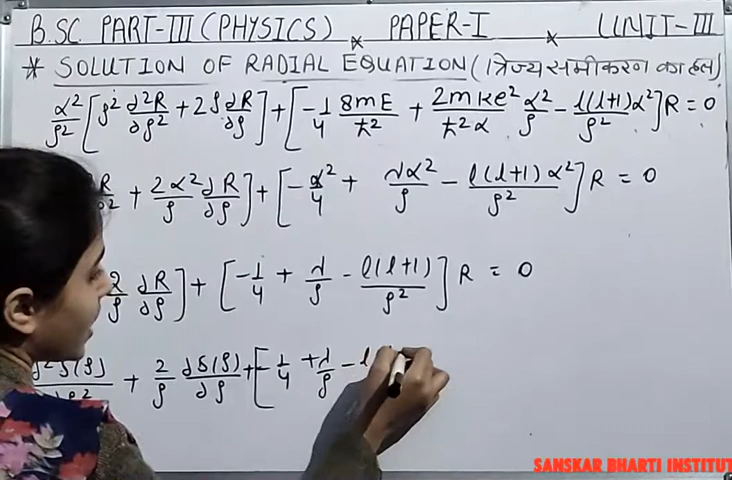 B.SC. PART-III (PHYSICS) * PAPER-I * UNIT-III
* SOLUTION OF RADIAL EQUATION (त्रिज्य समीकरण का हल)
α²/ρ² [ρ² ∂²R/∂ρ² + 2ρ ∂R/∂ρ] + [-1/4 8mE/ħ² + 2mke²/ħ²α α²/ρ - l(l+1)α²/ρ²] R = 0
+ 2α²/ρ ∂R/∂ρ] + [-α²/4 + λα²/ρ - l(l+1)α²/ρ²] R = 0
2/ρ ∂R/∂ρ] + [-1/4 + λ/ρ - l(l+1)/ρ²] R = 0
+ 2/ρ ∂S(ρ)/∂ρ + [-1/4 + λ/ρ - l
SANSKAR BHARTI INSTITUT